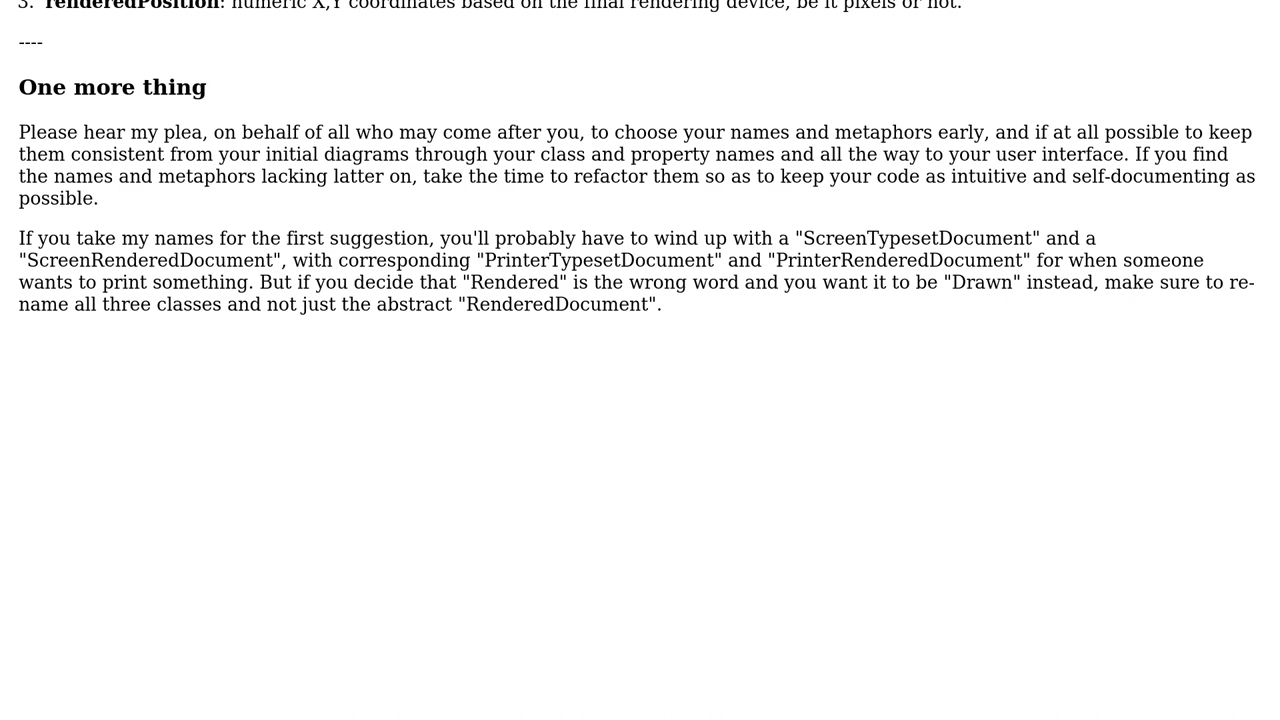 3. renderedPosition: numeric X,Y coordinates based on the final rendering device, be it pixels or not.
----
One more thing
Please hear my plea, on behalf of all who may come after you, to choose your names and metaphors early, and if at all possible to keep
them consistent from your initial diagrams through your class and property names and all the way to your user interface. If you find
the names and metaphors lacking latter on, take the time to refactor them so as to keep your code as intuitive and self-documenting as
possible.
If you take my names for the first suggestion, you'll probably have to wind up with a "ScreenTypesetDocument" and a
"ScreenRenderedDocument", with corresponding "PrinterTypesetDocument" and "PrinterRenderedDocument" for when someone
wants to print something. But if you decide that "Rendered" is the wrong word and you want it to be "Drawn" instead, make sure to re-
name all three classes and not just the abstract "RenderedDocument".